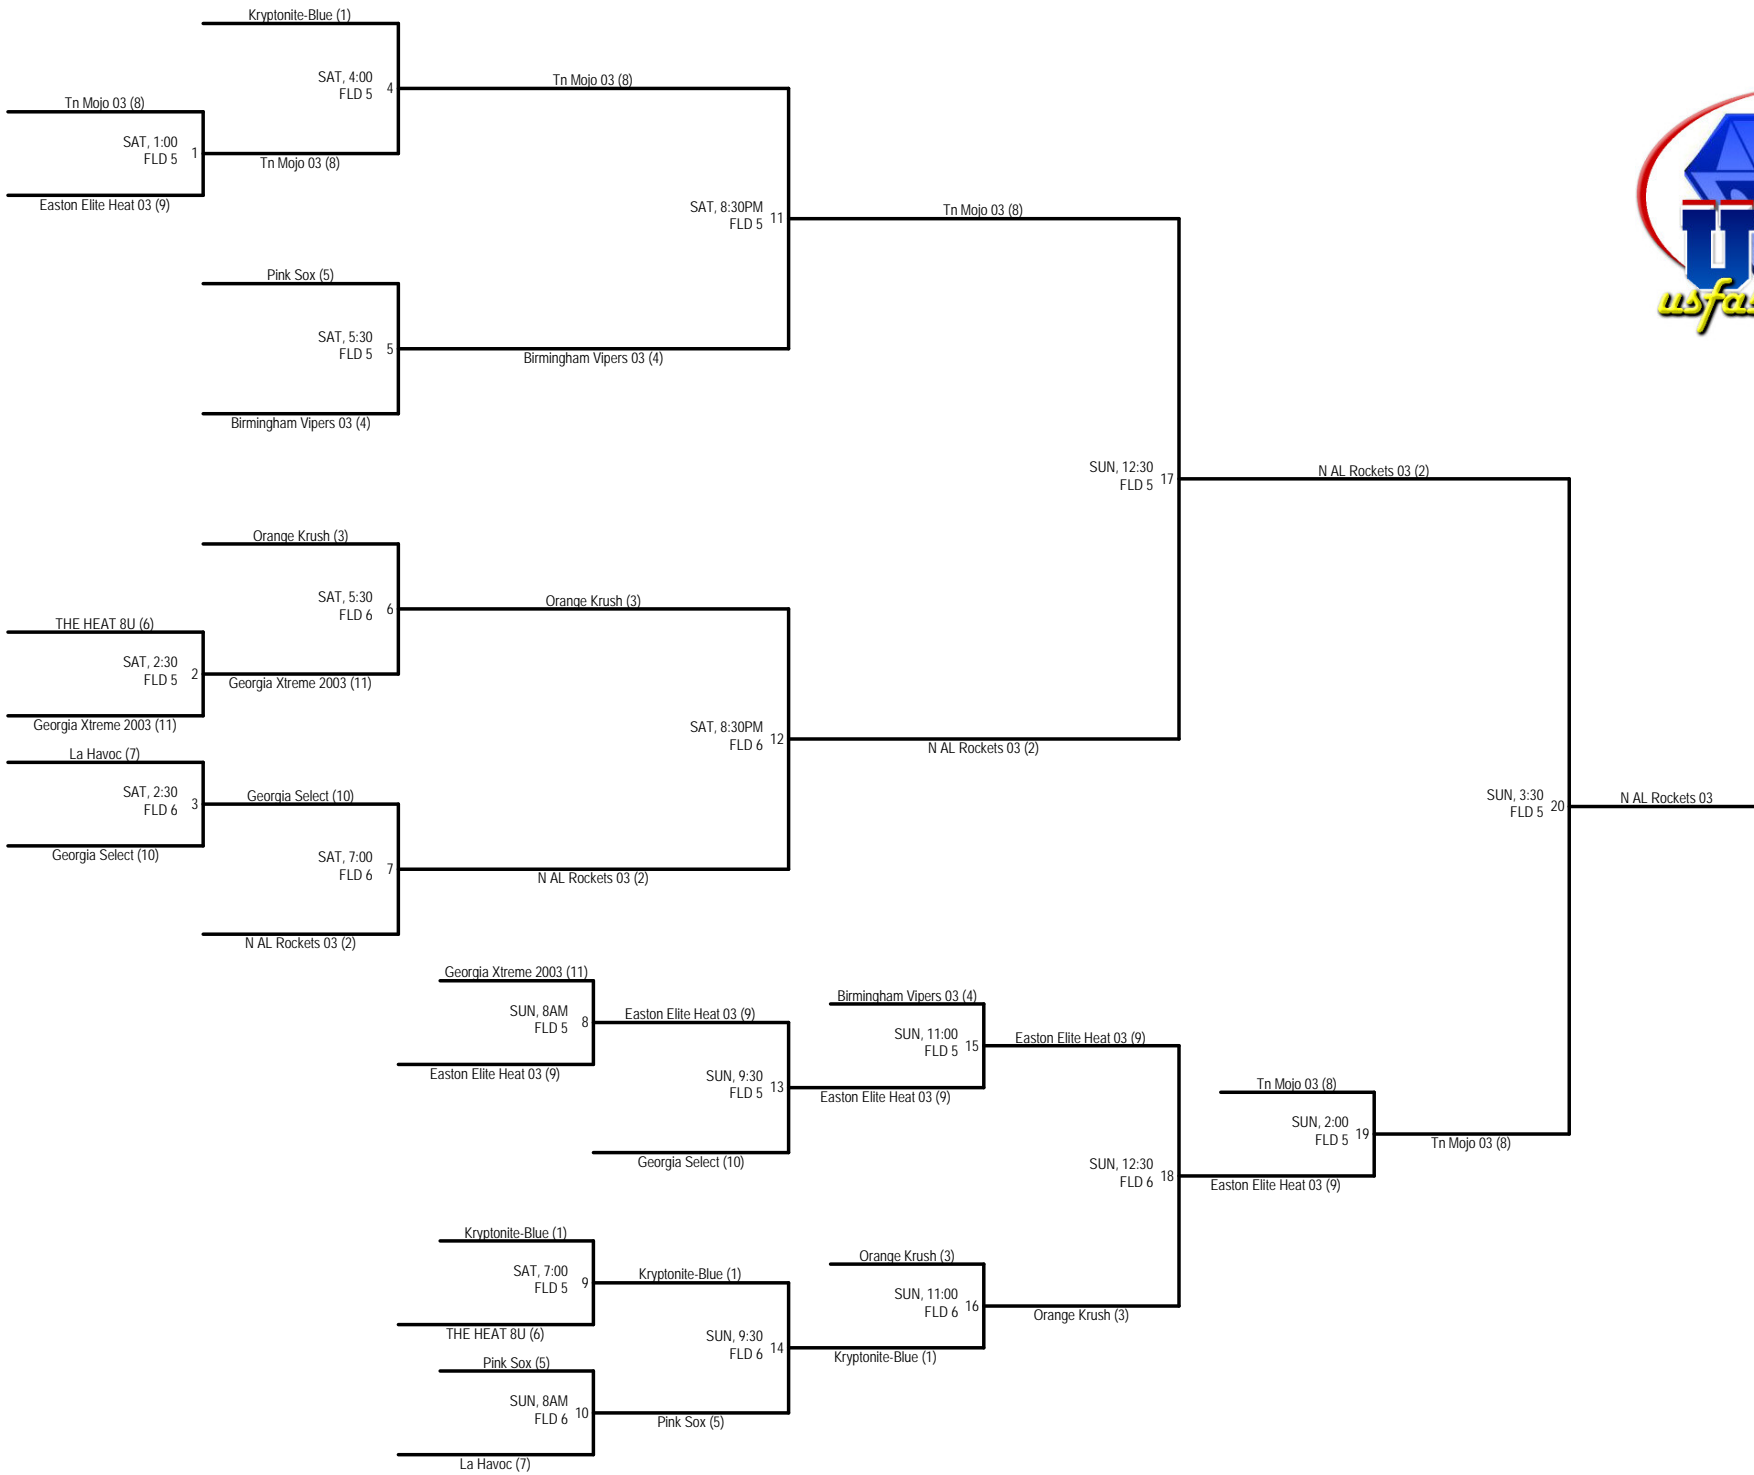 Kryptonite-Blue (1)
SAT, 4:00
FLD 5
4
Tn Mojo 03 (8)
Tn Mojo 03 (8)
SAT, 1:00
FLD 5
1
Tn Mojo 03 (8)
Easton Elite Heat 03 (9)
SAT, 8:30PM
FLD 5
11
Tn Mojo 03 (8)
Pink Sox (5)
SAT, 5:30
FLD 5
5
Birmingham Vipers 03 (4)
Birmingham Vipers 03 (4)
SUN, 12:30
FLD 5
17
N AL Rockets 03 (2)
Orange Krush (3)
SAT, 5:30
FLD 6
6
Orange Krush (3)
THE HEAT 8U (6)
SAT, 2:30
FLD 5
2
Georgia Xtreme 2003 (11)
Georgia Xtreme 2003 (11)
SAT, 8:30PM
FLD 6
12
N AL Rockets 03 (2)
La Havoc (7)
SAT, 2:30
FLD 6
3
Georgia Select (10)
Georgia Select (10)
SAT, 7:00
FLD 6
7
N AL Rockets 03 (2)
N AL Rockets 03 (2)
SUN, 3:30
FLD 5
20
N AL Rockets 03
Georgia Xtreme 2003 (11)
SUN, 8AM
FLD 5
8
Easton Elite Heat 03 (9)
Easton Elite Heat 03 (9)
SUN, 9:30
FLD 5
13
Easton Elite Heat 03 (9)
Georgia Select (10)
Birmingham Vipers 03 (4)
SUN, 11:00
FLD 5
15
Easton Elite Heat 03 (9)
SUN, 12:30
FLD 6
18
Easton Elite Heat 03 (9)
Tn Mojo 03 (8)
SUN, 2:00
FLD 5
19
Tn Mojo 03 (8)
Kryptonite-Blue (1)
SAT, 7:00
FLD 5
9
Kryptonite-Blue (1)
THE HEAT 8U (6)
SUN, 9:30
FLD 6
14
Kryptonite-Blue (1)
Orange Krush (3)
SUN, 11:00
FLD 6
16
Orange Krush (3)
Pink Sox (5)
SUN, 8AM
FLD 6
10
Pink Sox (5)
La Havoc (7)